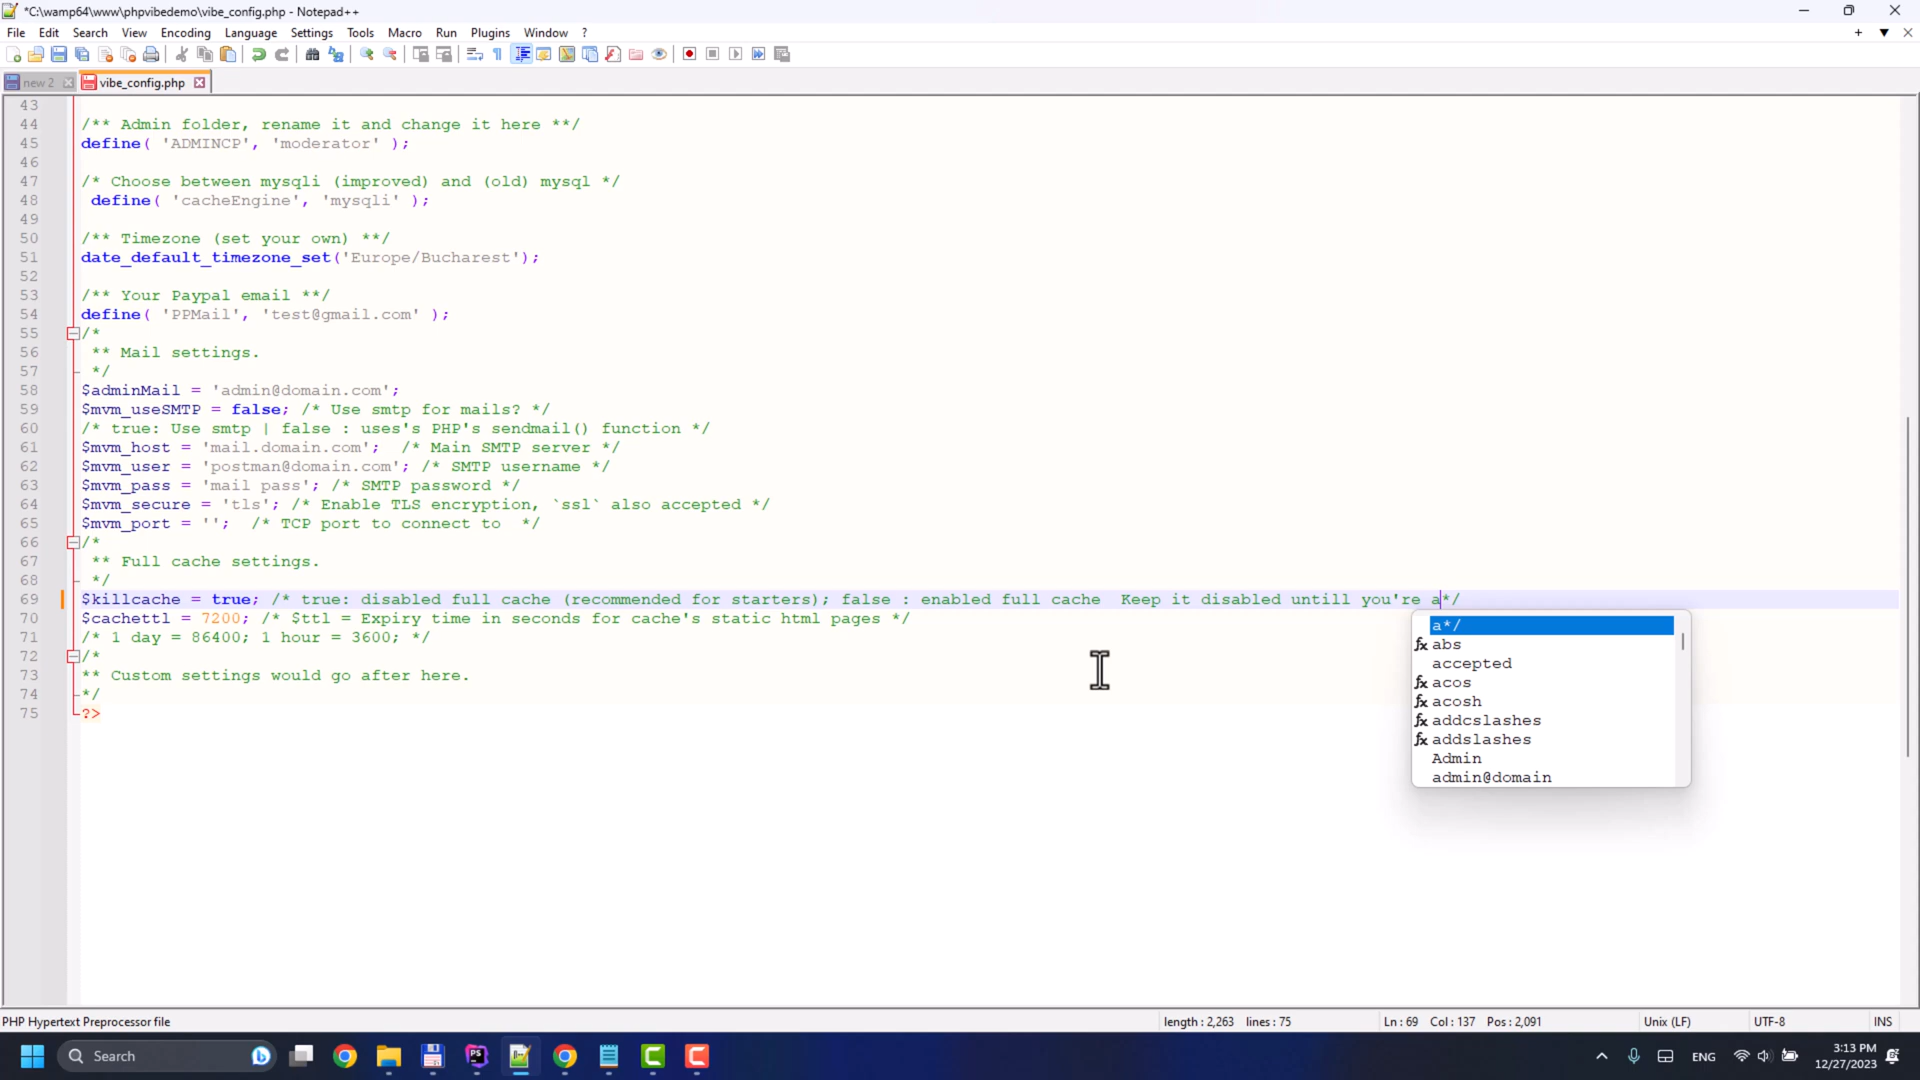 *C:\wamp64\www\phpvibedemo\vibe_config.php - Notepad++
File Edit Search View Encoding Language Settings Tools Macro Run Plugins Window ?
new 2 vibe_config.php
43
44 /** Admin folder, rename it and change it here **/
45 define( 'ADMINCP', 'moderator' );
46
47 /* Choose between mysqli (improved) and (old) mysql */
48 define( 'cacheEngine', 'mysqli' );
49
50 /** Timezone (set your own) **/
51 date_default_timezone_set('Europe/Bucharest');
52
53 /** Your Paypal email **/
54 define( 'PPMail', 'test@gmail.com' );
55 /*
56 ** Mail settings.
57 */
58 $adminMail = 'admin@domain.com';
59 $mvm_useSMTP = false; /* Use smtp for mails? */
60 /* true: Use smtp | false : uses's PHP's sendmail() function */
61 $mvm_host = 'mail.domain.com'; /* Main SMTP server */
62 $mvm_user = 'postman@domain.com'; /* SMTP username */
63 $mvm_pass = 'mail pass'; /* SMTP password */
64 $mvm_secure = 'tls'; /* Enable TLS encryption, `ssl` also accepted */
65 $mvm_port = ''; /* TCP port to connect to */
66 /*
67 ** Full cache settings.
68 */
69 $killcache = true; /* true: disabled full cache (recommended for starters); false : enabled full cache Keep it disabled untill you're a*/
70 $cachettl = 7200; /* $ttl = Expiry time in seconds for cache's static html pages */
71 /* 1 day = 86400; 1 hour = 3600; */
72 /*
73 ** Custom settings would go after here.
74 */
75 ?>
a*/
fx abs
accepted
fx acos
fx acosh
fx addcslashes
fx addslashes
Admin
admin@domain
PHP Hypertext Preprocessor file length : 2,263 lines : 75 Ln : 69 Col : 137 Pos : 2,091 Unix (LF) UTF-8 INS
Search PS ENG 3:13 PM
12/27/2023